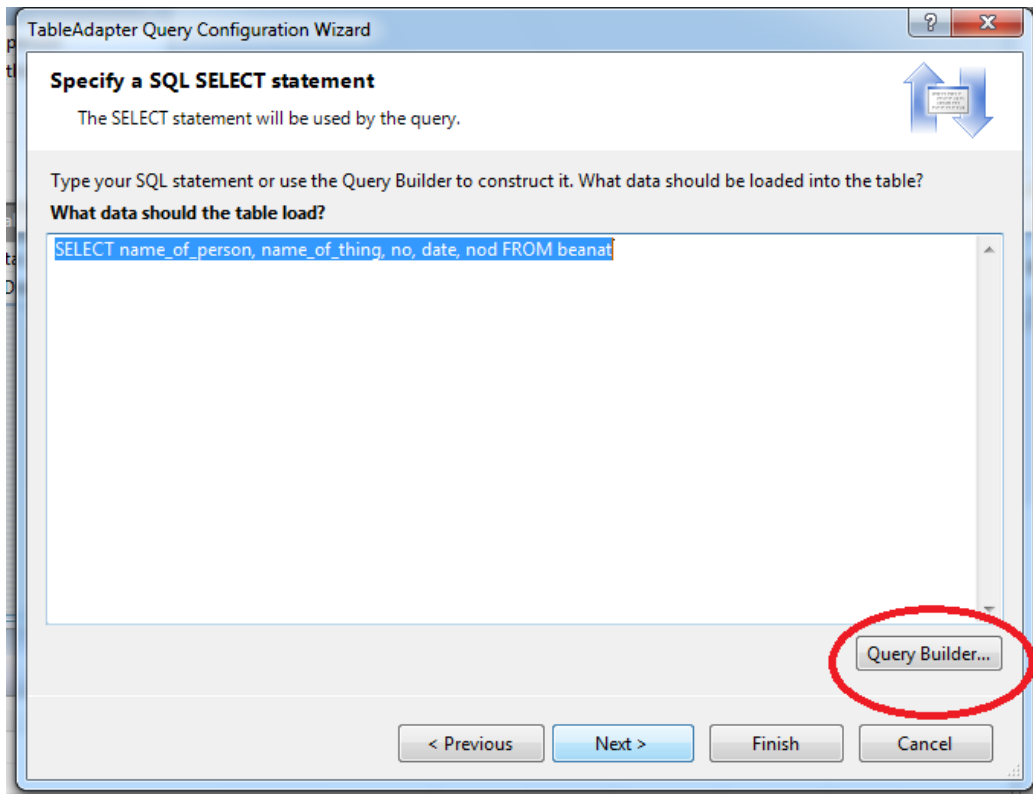 TableAdapter Query Configuration Wizard
Specify a SQL SELECT statement
The SELECT statement will be used by the query.
Type your SQL statement or use the Query Builder to construct it. What data should be loaded into the table?
What data should the table load?
SELECT name_of_person, name_of_thing, no, date, nod FROM beanat
Query Builder...
< Previous
Next >
Finish
Cancel